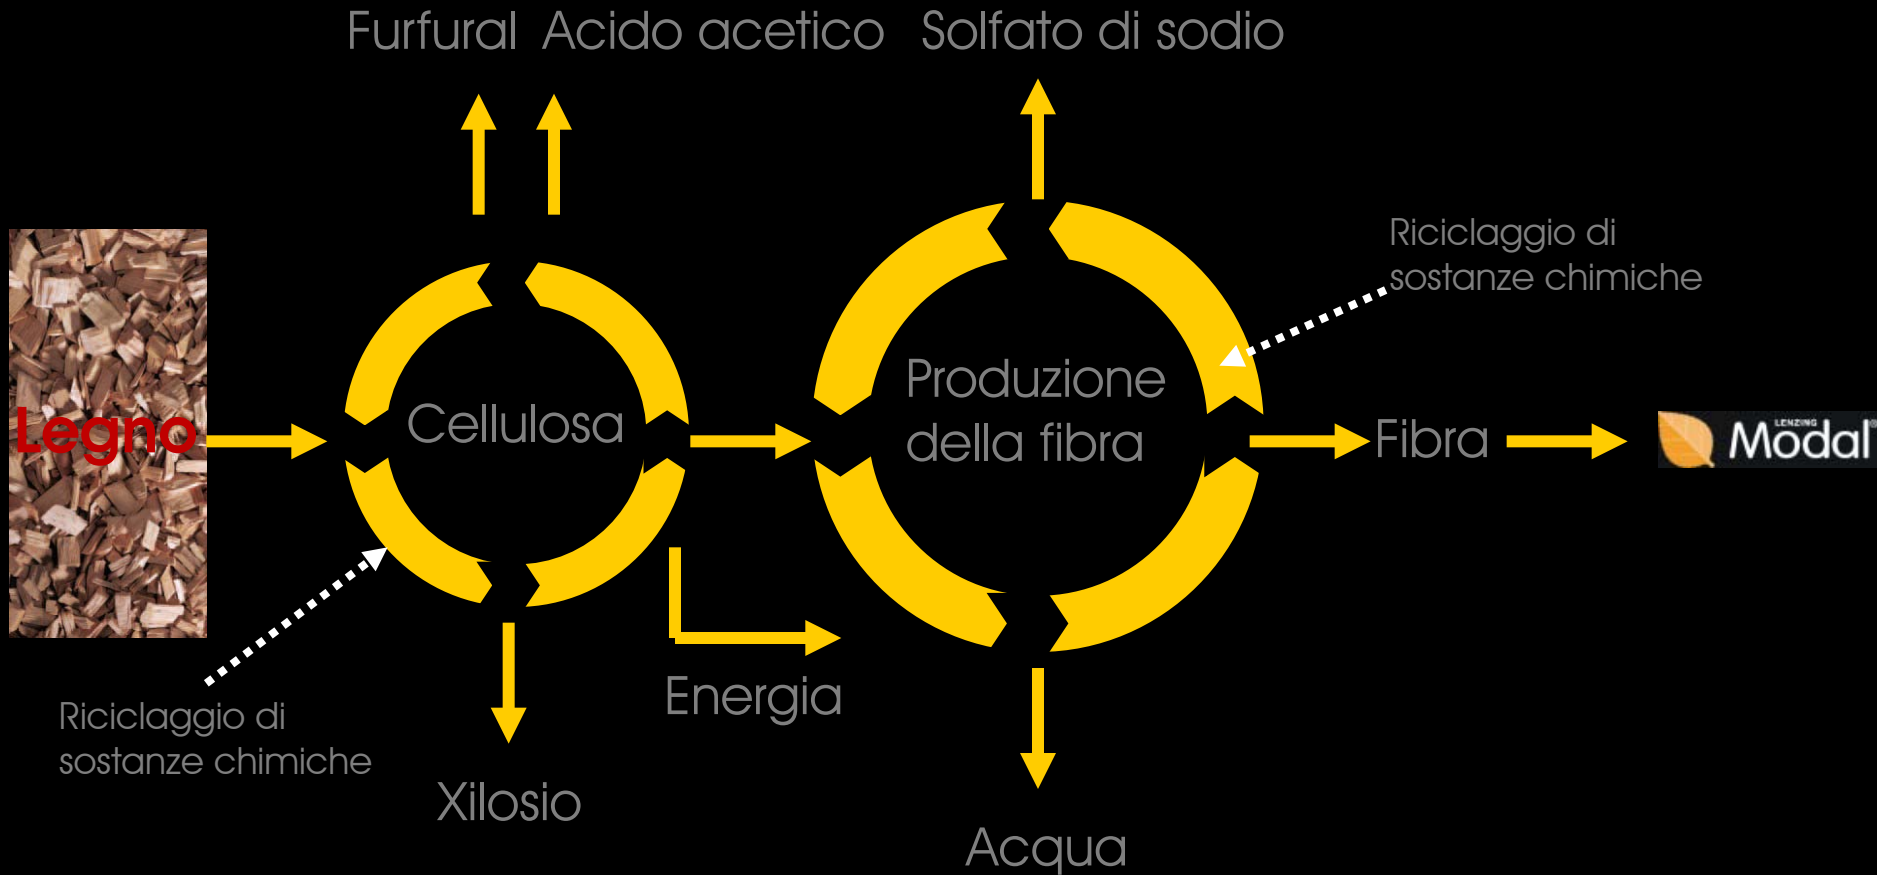 Furfural Acido acetico Solfato di sodio
Riciclaggio di
sostanze chimiche
Legno
Cellulosa
Produzione
della fibra
Fibra
LENZING
Modal®
Energia
Riciclaggio di
sostanze chimiche
Xilosio
Acqua